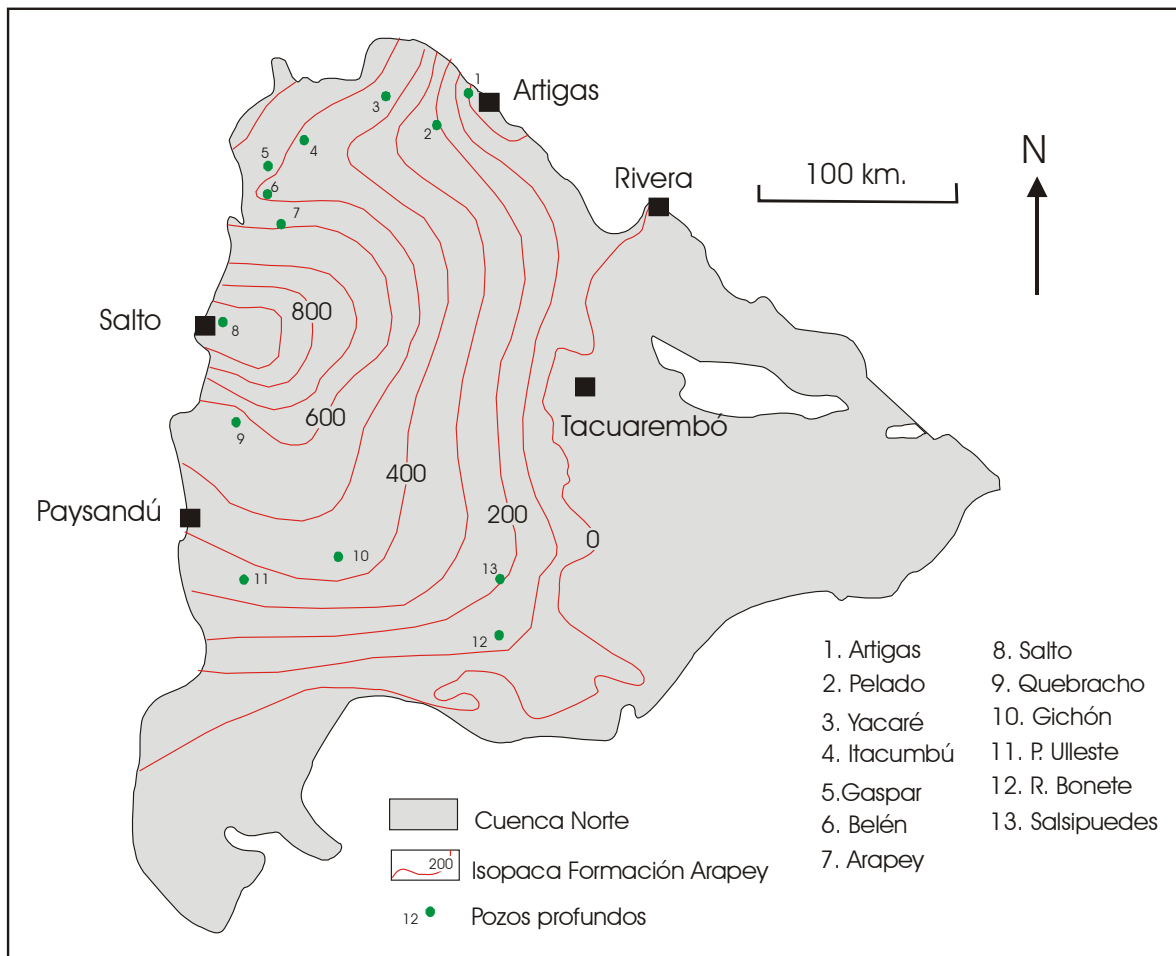 1
Artigas
3
2
N
4
5
100 km.
Rivera
6
7
800
Salto
8
Tacuarembó
600
9
400
Paysandú
200
0
10
13
11
12
1. Artigas
2. Pelado
3. Yacaré
4. Itacumbú
5.Gaspar
6. Belén
7. Arapey
8. Salto
9. Quebracho
10. Gichón
11. P. Ulleste
12. R. Bonete
13. Salsipuedes
Cuenca Norte
200
Isopaca Formación Arapey
12
Pozos profundos